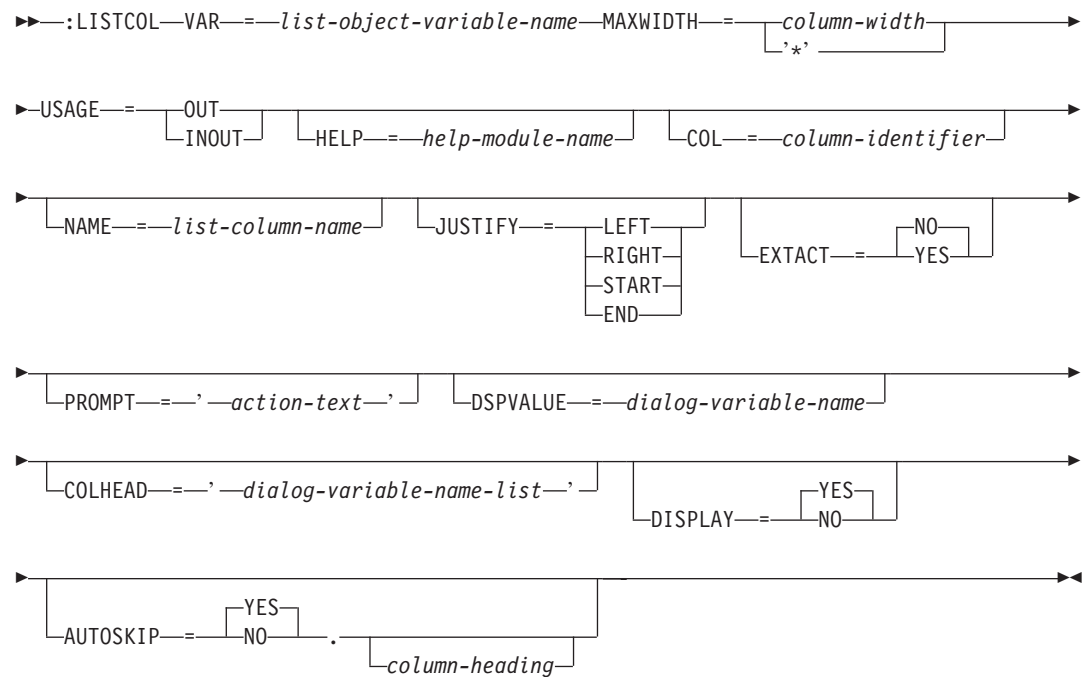 :LISTCOL VAR = list-object-variable-name MAXWIDTH = column-width
'*'
USAGE = OUT
INOUT
HELP = help-module-name
COL = column-identifier
NAME = list-column-name
JUSTIFY = LEFT
RIGHT
START
END
EXTACT = NO
YES
PROMPT = ' action-text '
DSPVALUE = dialog-variable-name
COLHEAD = ' dialog-variable-name-list '
DISPLAY = YES
NO
AUTOSKIP = YES
NO .
column-heading